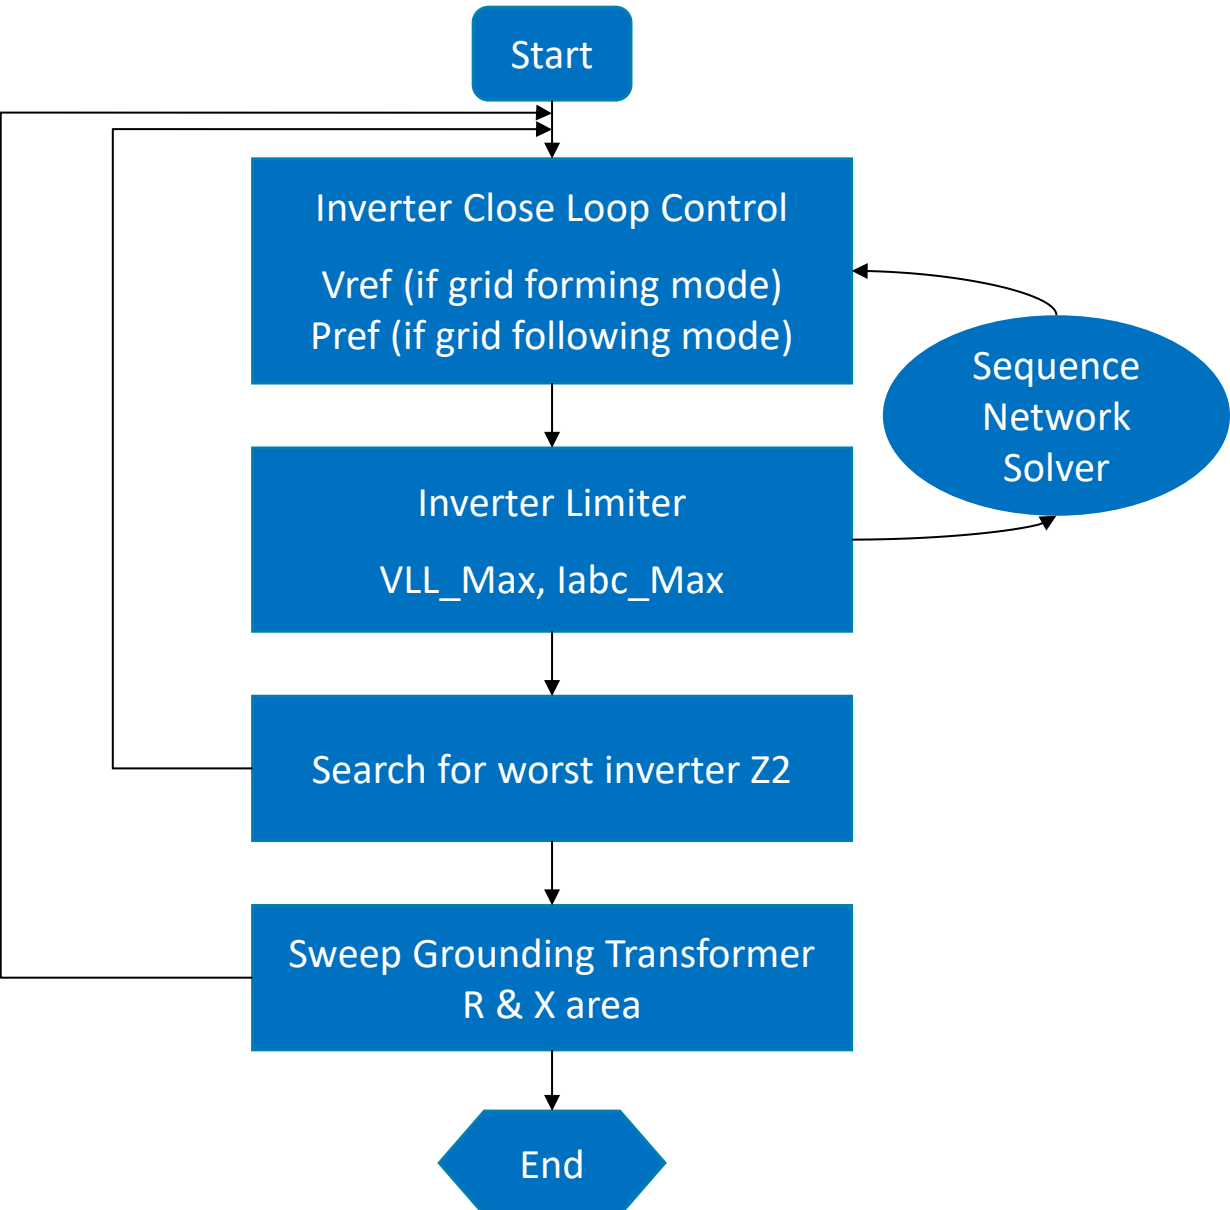 Start
Inverter Close Loop Control
Vref (if grid forming mode)
Pref (if grid following mode)
Sequence
Network
Solver
Inverter Limiter
VLL_Max, Iabc_Max
Search for worst inverter Z2
Sweep Grounding Transformer
R & X area
End